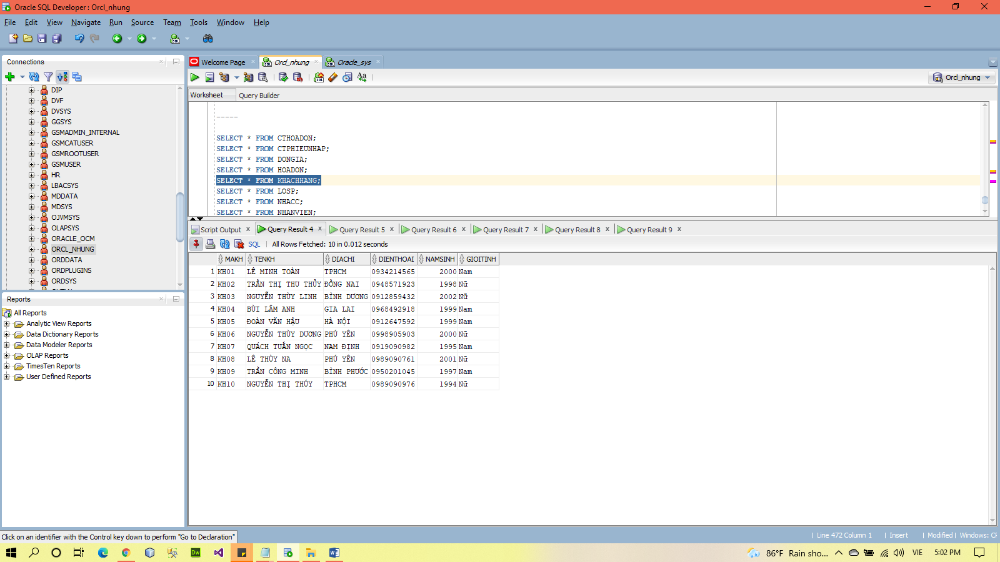 Oracle SQL Developer : Orcl_nhung
File Edit View Navigate Run Source Team Tools Window Help
Connections
DIP
DVF
DVSYS
GGSYS
GSMADMIN_INTERNAL
GSMCATUSER
GSMROOTUSER
GSMUSER
HR
LBACSYS
MDDATA
MDSYS
OJVMSYS
OLAPSYS
ORACLE_OCM
ORCL_NHUNG
ORDDATA
ORDPLUGINS
ORDSYS
Reports
All Reports
Analytic View Reports
Data Dictionary Reports
Data Modeler Reports
OLAP Reports
TimesTen Reports
User Defined Reports
Welcome Page Orcl_nhung Oracle_sys
Orcl_nhung
Worksheet Query Builder
-----
SELECT * FROM CTHOADON;
SELECT * FROM CTPHIEUNHAP;
SELECT * FROM DONGIA;
SELECT * FROM HOADON;
SELECT * FROM KHACHHANG;
SELECT * FROM LOSP;
SELECT * FROM NHACC;
SELECT * FROM NHANVIEN;
Script Output x Query Result 4 x Query Result 5 x Query Result 6 x Query Result 7 x Query Result 8 x Query Result 9 x
SQL | All Rows Fetched: 10 in 0.012 seconds
MAKH TENKH DIACHI DIENTHOAI NAMSINH GIOITINH
1 KH01 LÊ MINH TOÀN TPHCM 0934214565 2000 Nam
2 KH02 TRẦN THỊ THU THỦY ĐỒNG NAI 0948571923 1998 Nữ
3 KH03 NGUYỄN THÙY LINH BÌNH DƯƠNG 0912859432 2002 Nữ
4 KH04 BÙI LÂM ANH GIA LAI 0968492918 1999 Nam
5 KH05 ĐOÀN VĂN HẬU HÀ NỘI 0912647592 1999 Nam
6 KH06 NGUYỄN THÙY DƯƠNG PHÚ YÊN 0998905903 2000 Nữ
7 KH07 QUÁCH TUẤN NGỌC NAM ĐỊNH 0919090982 1995 Nam
8 KH08 LÊ THÙY NA PHÚ YÊN 0989090761 2001 Nữ
9 KH09 TRẦN CÔNG MINH BÌNH PHƯỚC 0950201045 1997 Nam
10 KH10 NGUYỄN THỊ THÚY TPHCM 0989090976 1994 Nữ
Click on an identifier with the Control key down to perform "Go to Declaration"
| Line 472 Column 1 | Insert | Modified | Windows: CF
86°F Rain sho... VIE 5:02 PM